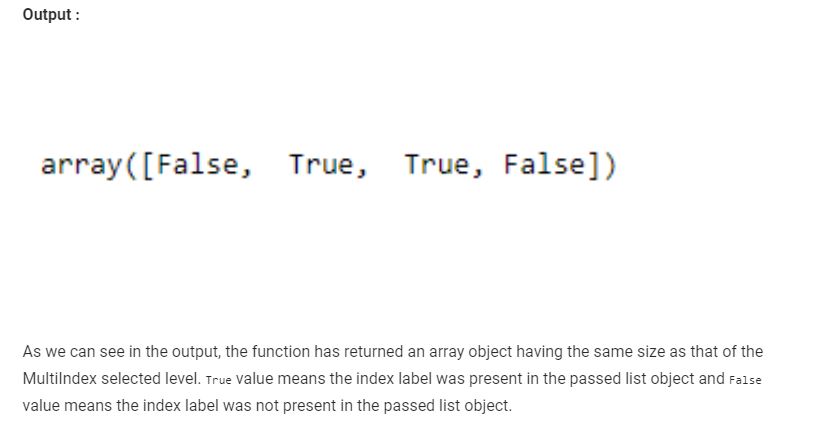 Output :
array([False,  True,  True, False])
As we can see in the output, the function has returned an array object having the same size as that of the
MultiIndex selected level. True value means the index label was present in the passed list object and False
value means the index label was not present in the passed list object.